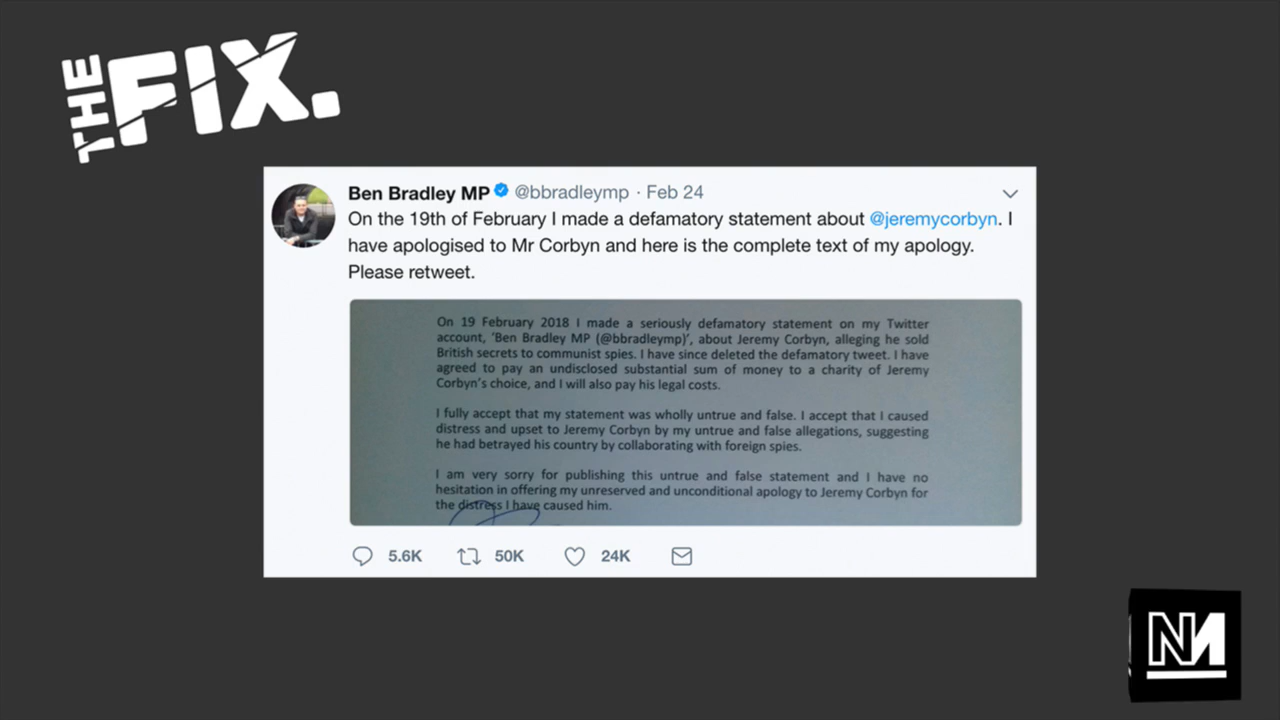 THE FIX.
Ben Bradley MP @bbradleymp · Feb 24
On the 19th of February I made a defamatory statement about @jeremycorbyn. I
have apologised to Mr Corbyn and here is the complete text of my apology.
Please retweet.
On 19 February 2018 I made a seriously defamatory statement on my Twitter
account, 'Ben Bradley MP (@bbradleymp)', about Jeremy Corbyn, alleging he sold
British secrets to communist spies. I have since deleted the defamatory tweet. I have
agreed to pay an undisclosed substantial sum of money to a charity of Jeremy
Corbyn's choice, and I will also pay his legal costs.
I fully accept that my statement was wholly untrue and false. I accept that I caused
distress and upset to Jeremy Corbyn by my untrue and false allegations, suggesting
he had betrayed his country by collaborating with foreign spies.
I am very sorry for publishing this untrue and false statement and I have no
hesitation in offering my unreserved and unconditional apology to Jeremy Corbyn for
the distress I have caused him.
5.6K 50K 24K
NM